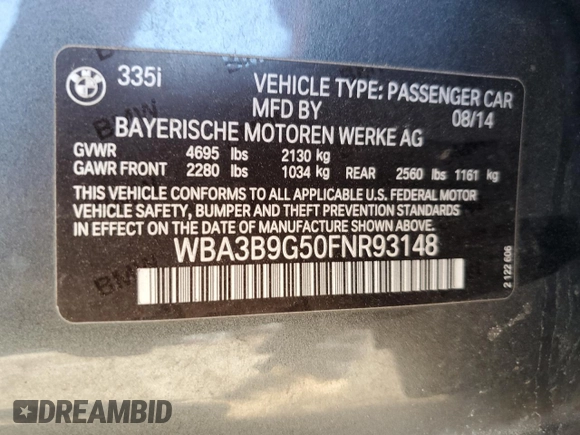 335i
VEHICLE TYPE: PASSENGER CAR
MFD BY 08/14
BAYERISCHE MOTOREN WERKE AG
GVWR 4695 lbs 2130 kg
GAWR FRONT 2280 lbs 1034 kg REAR 2560 lbs 1161 kg
THIS VEHICLE CONFORMS TO ALL APPLICABLE U.S. FEDERAL MOTOR
VEHICLE SAFETY, BUMPER AND THEFT PREVENTION STANDARDS
IN EFFECT ON THE DATE OF MANUFACTURE SHOWN ABOVE
WBA3B9G50FNR93148
2 122 606
BMW
BMW
DREAMBID